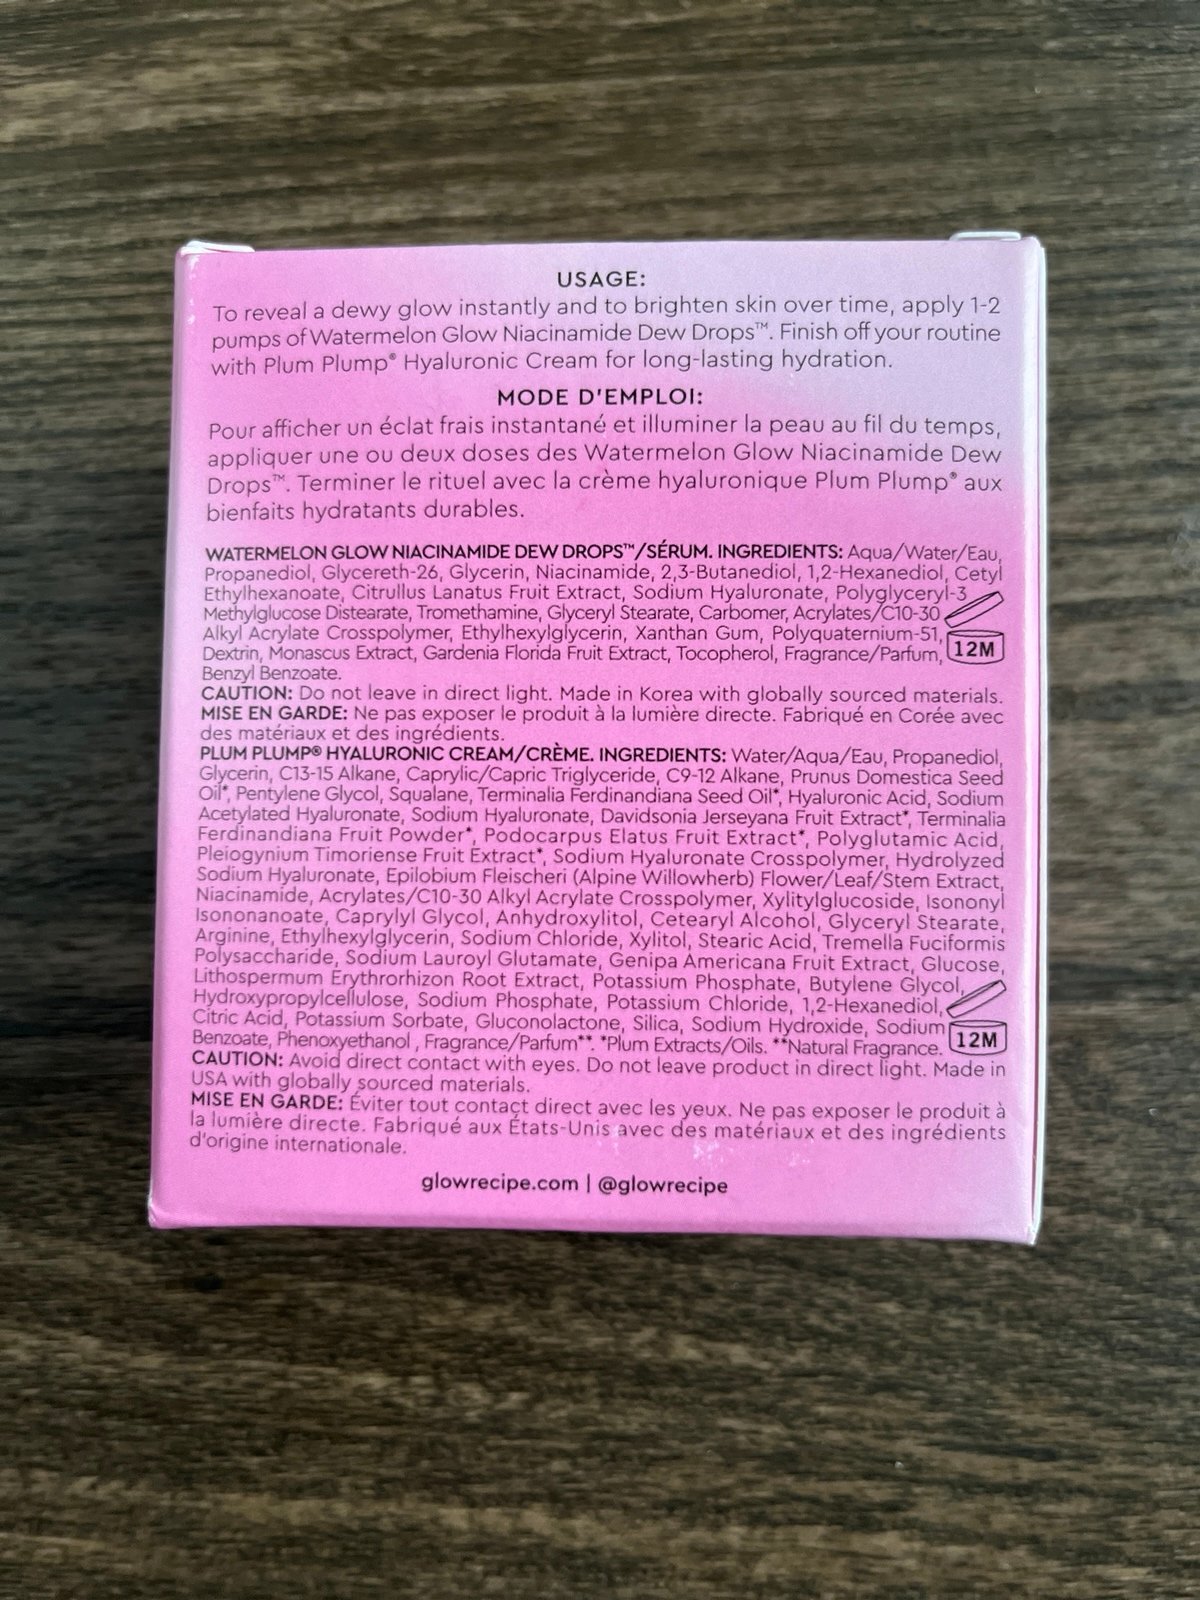 USAGE:
To reveal a dewy glow instantly and to brighten skin over time, apply 1-2
pumps of Watermelon Glow Niacinamide Dew Drops™. Finish off your routine
with Plum Plump® Hyaluronic Cream for long-lasting hydration.
MODE D'EMPLOI:
Pour afficher un éclat frais instantané et illuminer la peau au fil du temps,
appliquer une ou deux doses des Watermelon Glow Niacinamide Dew
Drops™. Terminer le rituel avec la crème hyaluronique Plum Plump® aux
bienfaits hydratants durables.
WATERMELON GLOW NIACINAMIDE DEW DROPS™/SÉRUM. INGREDIENTS: Aqua/Water/Eau,
Propanediol, Glycereth-26, Glycerin, Niacinamide, 2,3-Butanediol, 1,2-Hexanediol, Cetyl
Ethylhexanoate, Citrullus Lanatus Fruit Extract, Sodium Hyaluronate, Polyglyceryl-3
Methylglucose Distearate, Tromethamine, Glyceryl Stearate, Carbomer, Acrylates/C10-30
Alkyl Acrylate Crosspolymer, Ethylhexylglycerin, Xanthan Gum, Polyquaternium-51,
Dextrin, Monascus Extract, Gardenia Florida Fruit Extract, Tocopherol, Fragrance/Parfum,
12M
Benzyl Benzoate.
CAUTION: Do not leave in direct light. Made in Korea with globally sourced materials.
MISE EN GARDE: Ne pas exposer le produit à la lumière directe. Fabriqué en Corée avec
des matériaux et des ingrédients.
PLUM PLUMP® HYALURONIC CREAM/CRÈME. INGREDIENTS: Water/Aqua/Eau, Propanediol,
Glycerin, C13-15 Alkane, Caprylic/Capric Triglyceride, C9-12 Alkane, Prunus Domestica Seed
Oil*, Pentylene Glycol, Squalane, Terminalia Ferdinandiana Seed Oil*, Hyaluronic Acid, Sodium
Acetylated Hyaluronate, Sodium Hyaluronate, Davidsonia Jerseyana Fruit Extract*, Terminalia
Ferdinandiana Fruit Powder*, Podocarpus Elatus Fruit Extract*, Polyglutamic Acid,
Pleiogynium Timoriense Fruit Extract*, Sodium Hyaluronate Crosspolymer, Hydrolyzed
Sodium Hyaluronate, Epilobium Fleischeri (Alpine Willowherb) Flower/Leaf/Stem Extract,
Niacinamide, Acrylates/C10-30 Alkyl Acrylate Crosspolymer, Xylitylglucoside, Isononyl
Isononanoate, Caprylyl Glycol, Anhydroxylitol, Cetearyl Alcohol, Glyceryl Stearate,
Arginine, Ethylhexylglycerin, Sodium Chloride, Xylitol, Stearic Acid, Tremella Fuciformis
Polysaccharide, Sodium Lauroyl Glutamate, Genipa Americana Fruit Extract, Glucose,
Lithospermum Erythrorhizon Root Extract, Potassium Phosphate, Butylene Glycol,
Hydroxypropylcellulose, Sodium Phosphate, Potassium Chloride, 1,2-Hexanediol,
Citric Acid, Potassium Sorbate, Gluconolactone, Silica, Sodium Hydroxide, Sodium
Benzoate, Phenoxyethanol , Fragrance/Parfum**. *Plum Extracts/Oils. **Natural Fragrance.
12M
CAUTION: Avoid direct contact with eyes. Do not leave product in direct light. Made in
USA with globally sourced materials.
MISE EN GARDE: Éviter tout contact direct avec les yeux. Ne pas exposer le produit à
la lumière directe. Fabriqué aux États-Unis avec des matériaux et des ingrédients
d'origine internationale.
glowrecipe.com | @glowrecipe